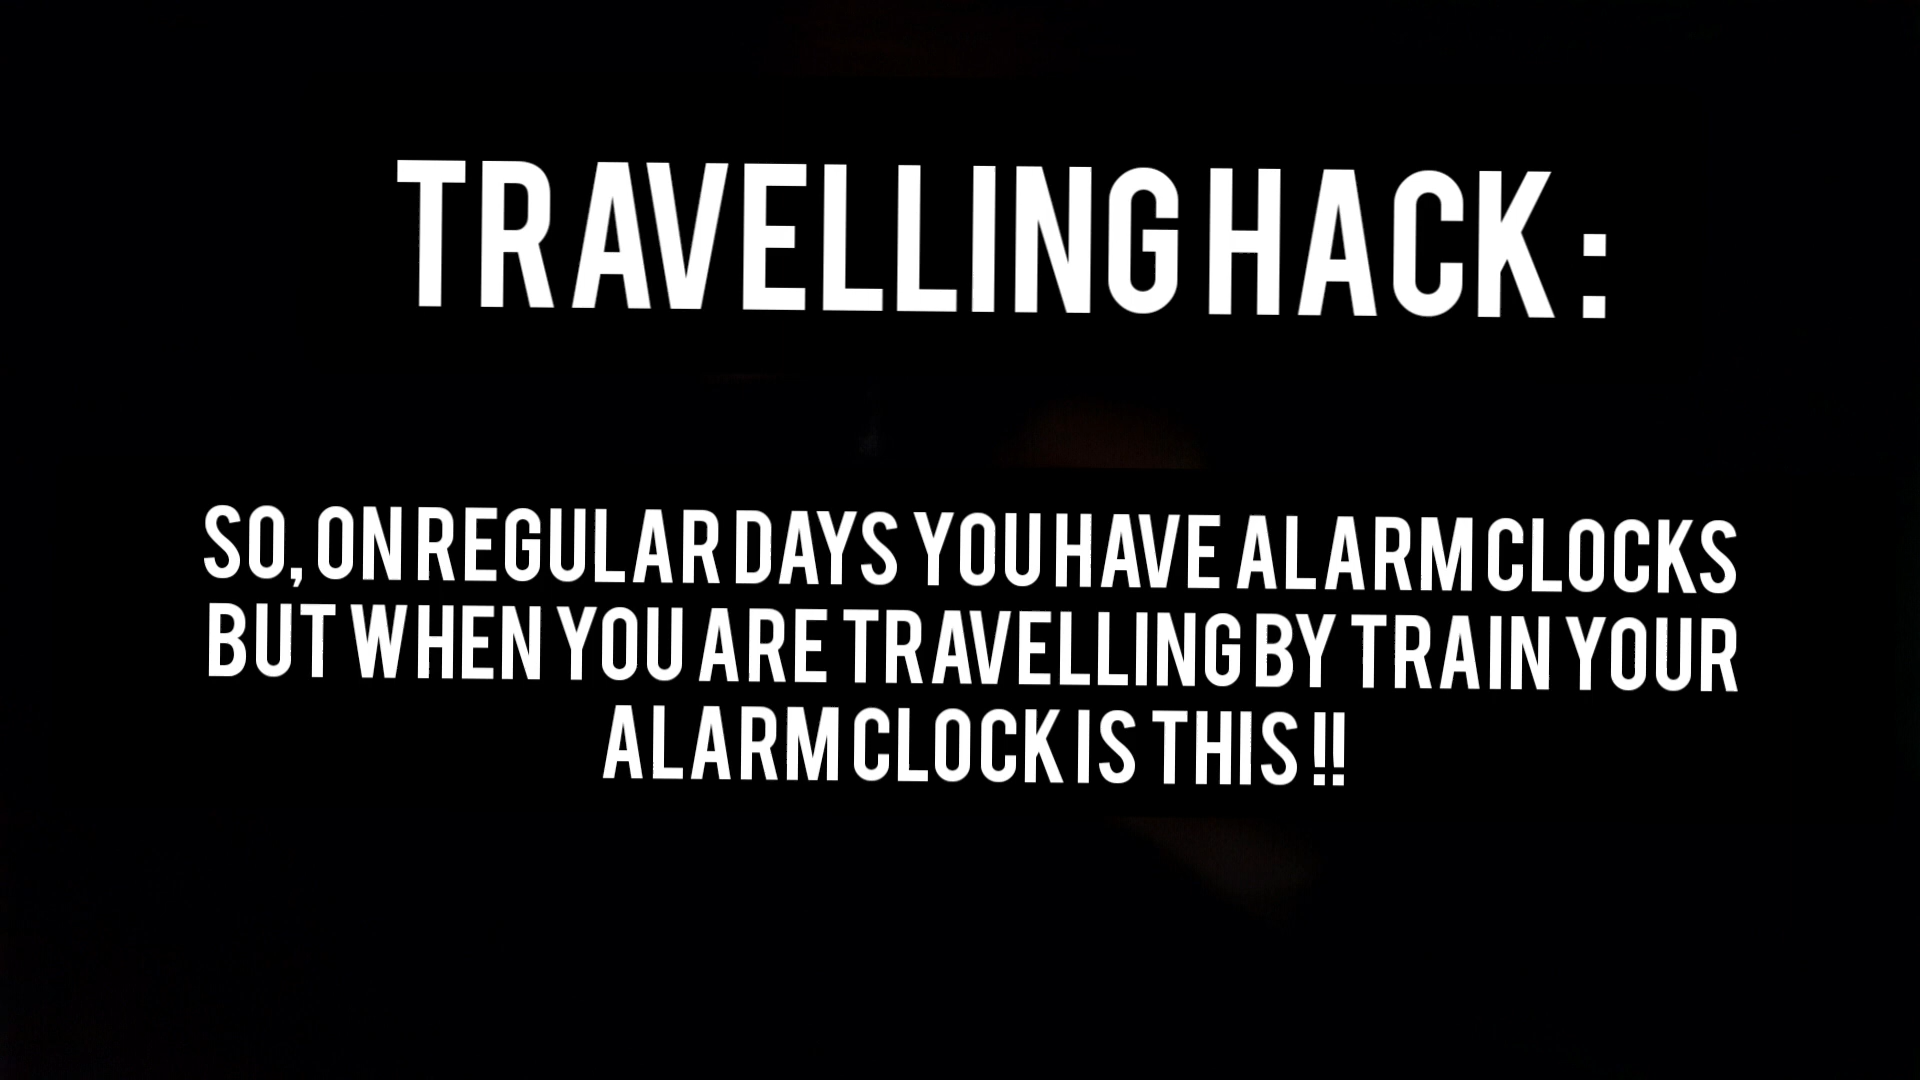 TRAVELLING HACK :
SO, ON REGULAR DAYS YOU HAVE ALARM CLOCKS
BUT WHEN YOU ARE TRAVELLING BY TRAIN YOUR
ALARM CLOCK IS THIS !!